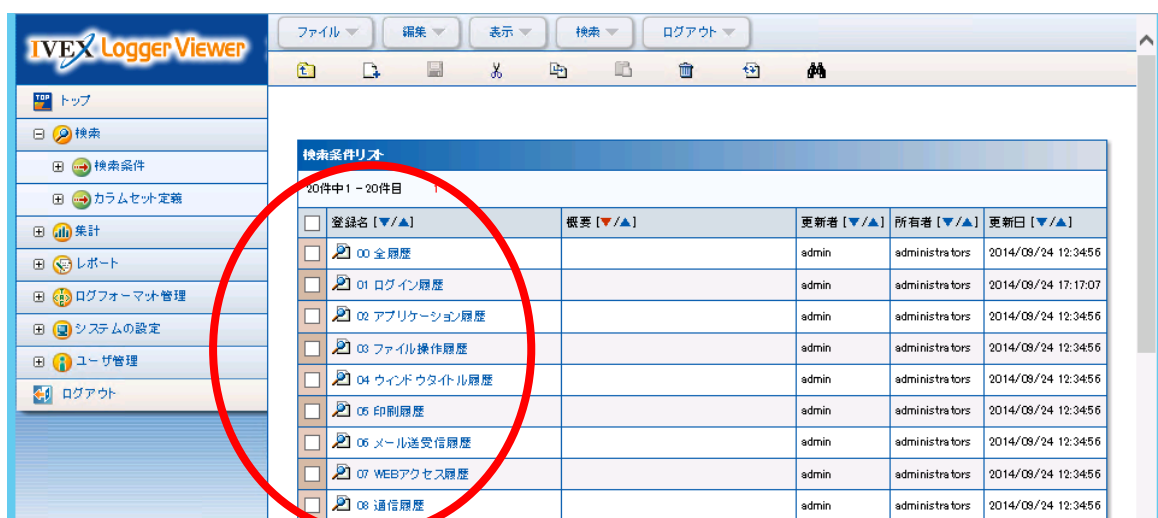 IVEX Logger Viewer
ファイル 編集 表示 検索 ログアウト
TOP トップ
検索
検索条件
カラムセット定義
集計
レポート
ログフォーマット管理
システムの設定
ユーザ管理
ログアウト
検索条件リスト
20件中1-20件目 1
登録名 [▼/▲] 概要 [▼/▲] 更新者 [▼/▲] 所有者 [▼/▲] 更新日 [▼/▲]
00 全履歴 admin administrators 2014/09/24 12:34:56
01 ログイン履歴 admin administrators 2014/09/24 17:17:07
02 アプリケーション履歴 admin administrators 2014/09/24 12:34:56
03 ファイル操作履歴 admin administrators 2014/09/24 12:34:56
04 ウィンドウタイトル履歴 admin administrators 2014/09/24 12:34:56
05 印刷履歴 admin administrators 2014/09/24 12:34:56
06 メール送受信履歴 admin administrators 2014/09/24 12:34:56
07 WEBアクセス履歴 admin administrators 2014/09/24 12:34:56
08 通信履歴 admin administrators 2014/09/24 12:34:56